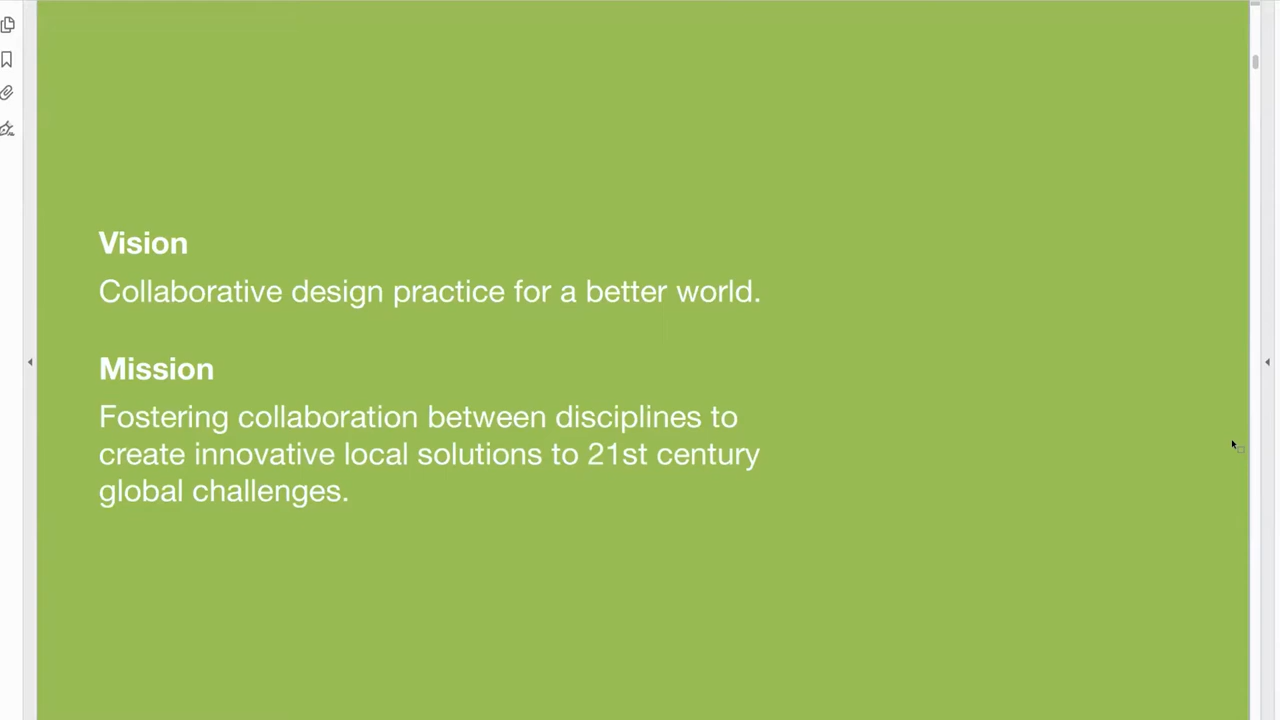 Vision
Collaborative design practice for a better world.
Mission
Fostering collaboration between disciplines to
create innovative local solutions to 21st century
global challenges.